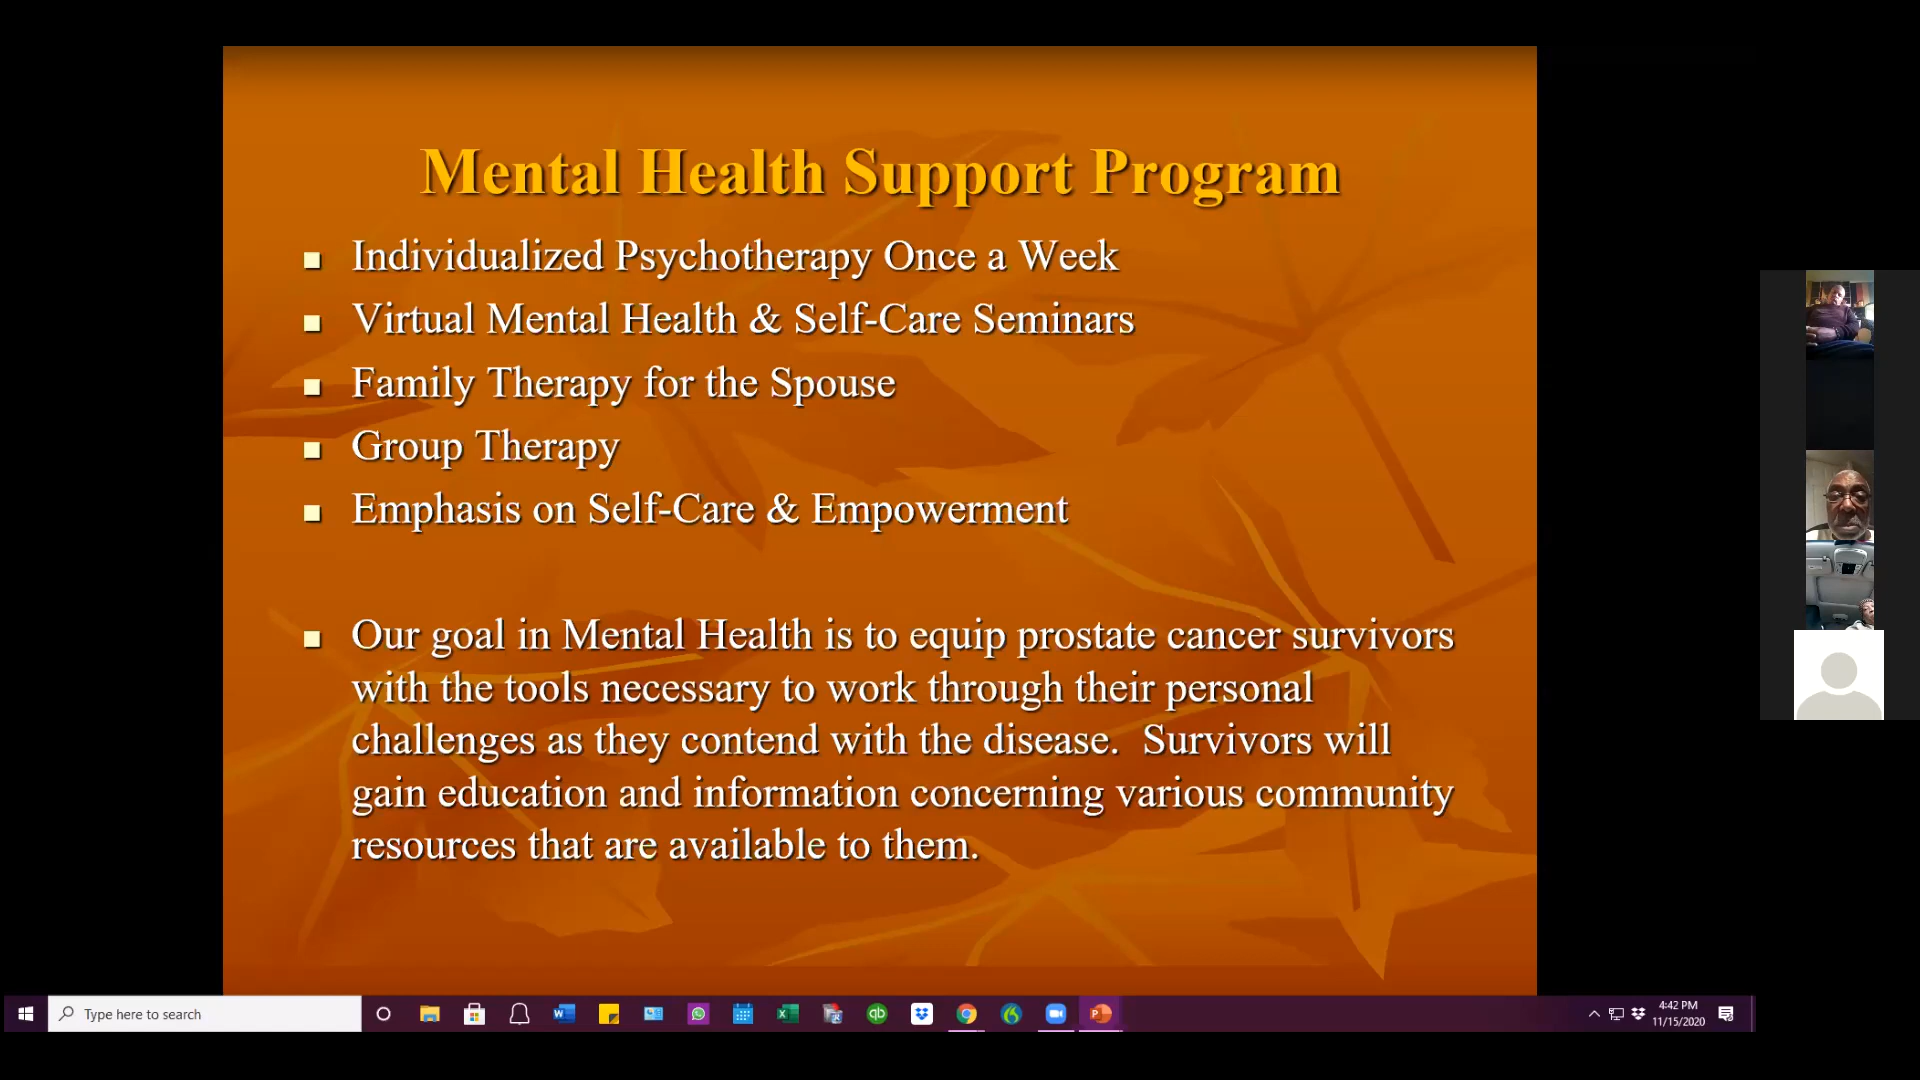 Mental Health Support Program
Individualized Psychotherapy Once a Week
Virtual Mental Health & Self-Care Seminars
Family Therapy for the Spouse
Group Therapy
Emphasis on Self-Care & Empowerment
Our goal in Mental Health is to equip prostate cancer survivors
with the tools necessary to work through their personal
challenges as they contend with the disease.  Survivors will
gain education and information concerning various community
resources that are available to them.
Type here to search
4:42 PM
11/15/2020